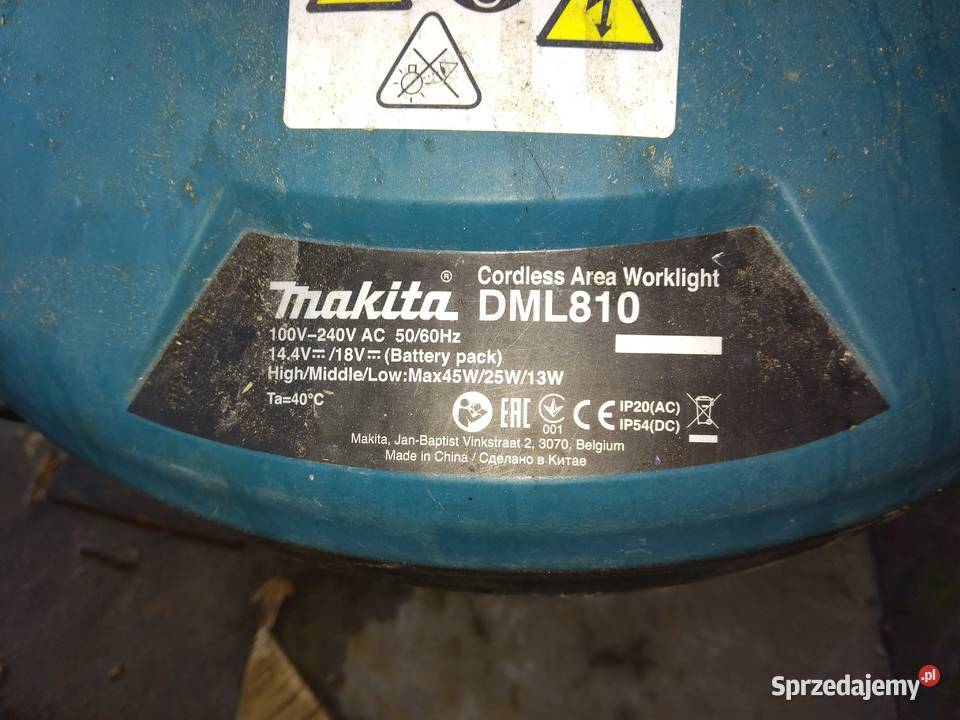 Cordless Area Worklight
makita® DML810
100V-240V AC 50/60Hz
14.4V⎓/18V⎓(Battery pack)
High/Middle/Low:Max45W/25W/13W
Ta=40°C
EAC 001 CE IP20(AC)
IP54(DC)
Makita, Jan-Baptist Vinkstraat 2, 3070, Belgium
Made in China / Сделано в Китае
Sprzedajemy.pl